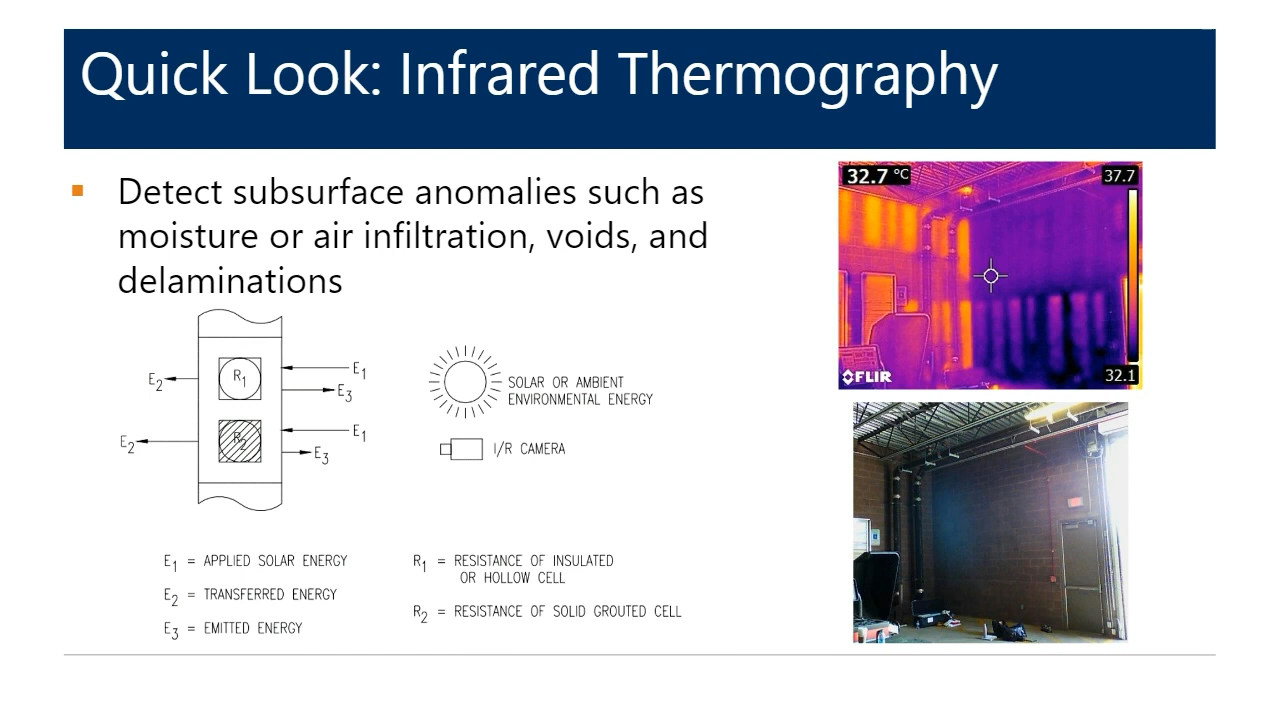 Quick Look: Infrared Thermography
Detect subsurface anomalies such as
moisture or air infiltration, voids, and
delaminations
32.7 °C
37.7
FLIR
32.1
E2
R1
E1
E3
E2
R2
E1
E3
SOLAR OR AMBIENT
ENVIRONMENTAL ENERGY
I/R CAMERA
E1 = APPLIED SOLAR ENERGY
E2 = TRANSFERRED ENERGY
E3 = EMITTED ENERGY
R1 = RESISTANCE OF INSULATED
OR HOLLOW CELL
R2 = RESISTANCE OF SOLID GROUTED CELL